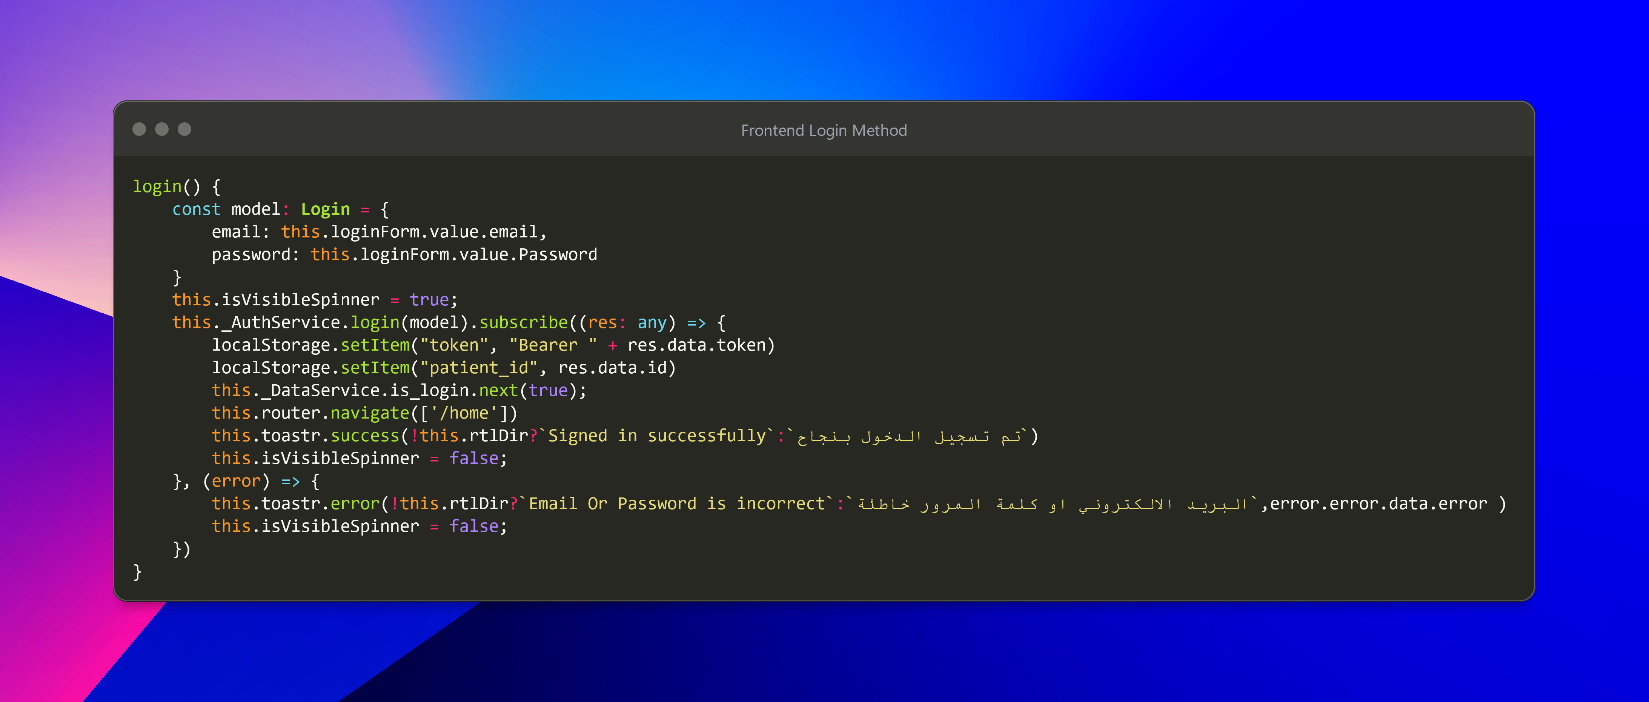 Frontend Login Method
login() {
    const model: Login = {
        email: this.loginForm.value.email,
        password: this.loginForm.value.Password
    }
    this.isVisibleSpinner = true;
    this._AuthService.login(model).subscribe((res: any) => {
        localStorage.setItem("token", "Bearer " + res.data.token)
        localStorage.setItem("patient_id", res.data.id)
        this._DataService.is_login.next(true);
        this.router.navigate(['/home'])
        this.toastr.success(!this.rtlDir?`Signed in successfully`:`تم تسجيل الدخول بنجاح`)
        this.isVisibleSpinner = false;
    }, (error) => {
        this.toastr.error(!this.rtlDir?`Email Or Password is incorrect`:`البريد الالكتروني او كلمة المرور خاطئة`,error.error.data.error )
        this.isVisibleSpinner = false;
    })
}